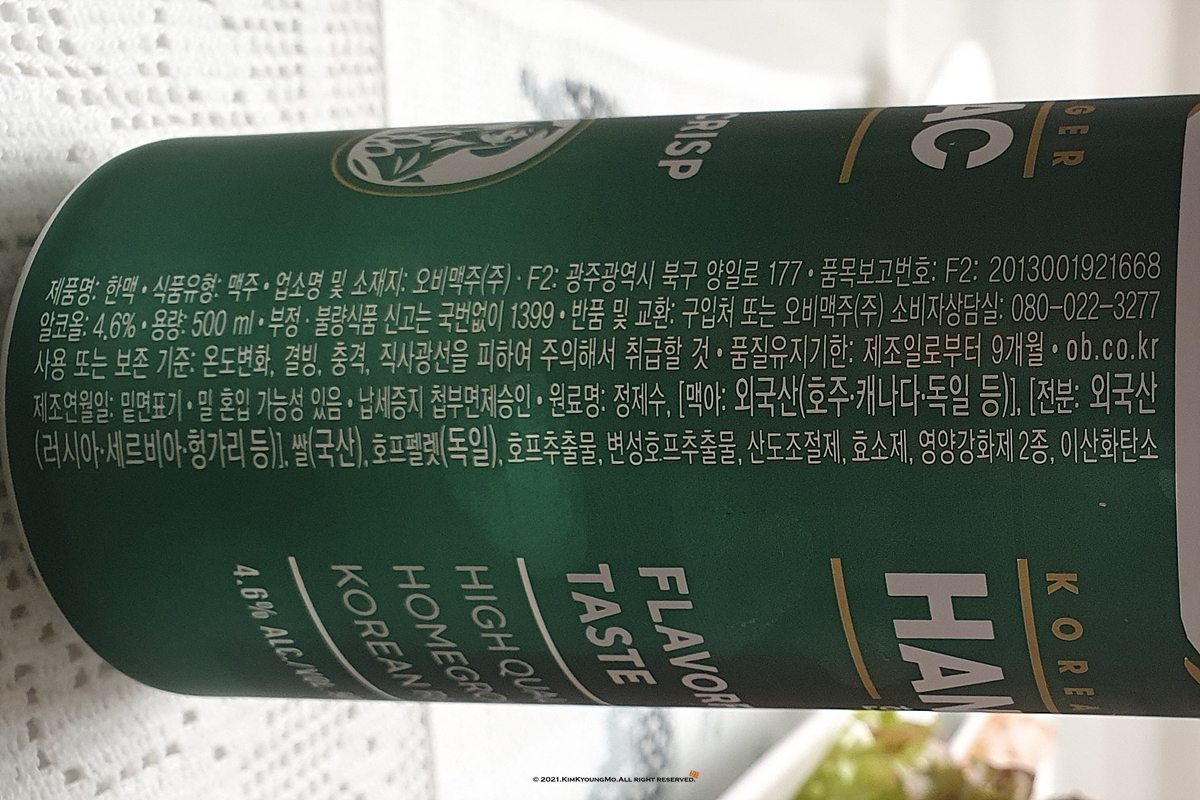 제품명: 한맥 • 식품유형: 맥주 • 업소명 및 소재지: 오비맥주(주) · F2: 광주광역시 북구 양일로 177 • 품목보고번호: F2: 2013001921668
알코올: 4.6% • 용량: 500 ml • 부정 · 불량식품 신고는 국번없이 1399 • 반품 및 교환: 구입처 또는 오비맥주(주) 소비자상담실: 080-022-3277
사용 또는 보존 기준: 온도변화, 결빙, 충격, 직사광선을 피하여 주의해서 취급할 것 • 품질유지기한: 제조일로부터 9개월 • ob.co.kr
제조연월일: 밑면표기 • 밀 혼입 가능성 있음 • 납세증지 첩부면제승인 • 원료명: 정제수, [맥아: 외국산(호주·캐나다·독일 등)], [전분: 외국산
(러시아·세르비아·헝가리 등)], 쌀(국산), 호프펠렛(독일), 호프추출물, 변성호프추출물, 산도조절제, 효소제, 영양강화제 2종, 이산화탄소
GER
AC
CRISP
KOREA
HAN
FLAVOR
TASTE
HIGH QUA
HOMEGRO
KOREAN
4.6% ALC./
© 2021.KimKyoungMo.All right reserved.